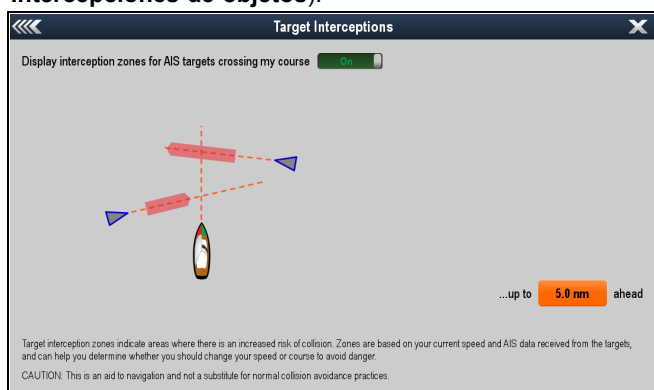 Intercepciones de objetos).
Target Interceptions
Display interception zones for AIS targets crossing my course On
...up to 5.0 nm ahead
Target interception zones indicate areas where there is an increased risk of collision. Zones are based on your current speed and AIS data received from the targets,
and can help you determine whether you should change your speed or course to avoid danger.
CAUTION: This is an aid to navigation and not a substitute for normal collision avoidance practices.